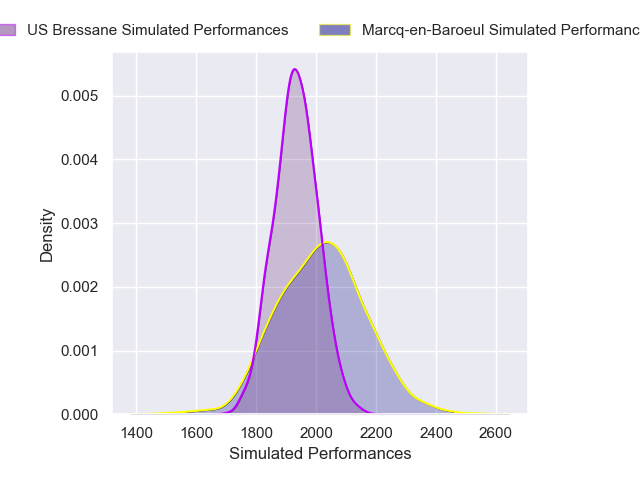 US Bressane Simulated Performances Marcq-en-Baroeul Simulated Performanc
0.005
0.004
0.003
0.002
0.001
0.000
Density
1400 1600 1800 2000 2200 2400 2600
Simulated Performances